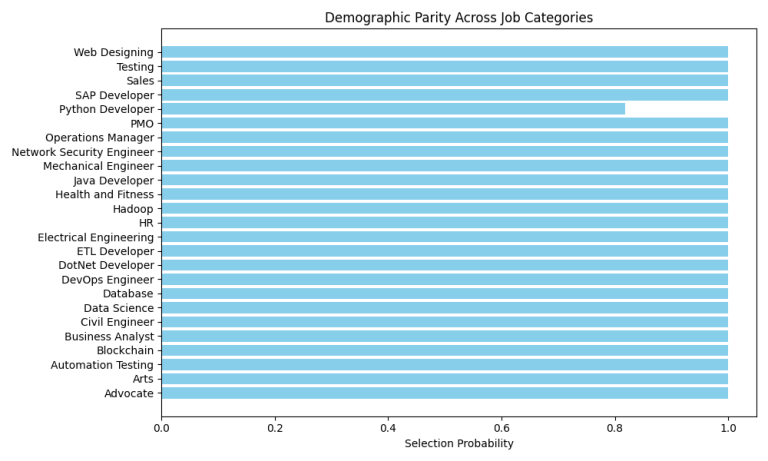 Demographic Parity Across Job Categories
Web Designing
Testing
Sales
SAP Developer
Python Developer
PMO
Operations Manager
Network Security Engineer
Mechanical Engineer
Java Developer
Health and Fitness
Hadoop
HR
Electrical Engineering
ETL Developer
DotNet Developer
DevOps Engineer
Database
Data Science
Civil Engineer
Business Analyst
Blockchain
Automation Testing
Arts
Advocate
0.0 0.2 0.4 0.6 0.8 1.0
Selection Probability